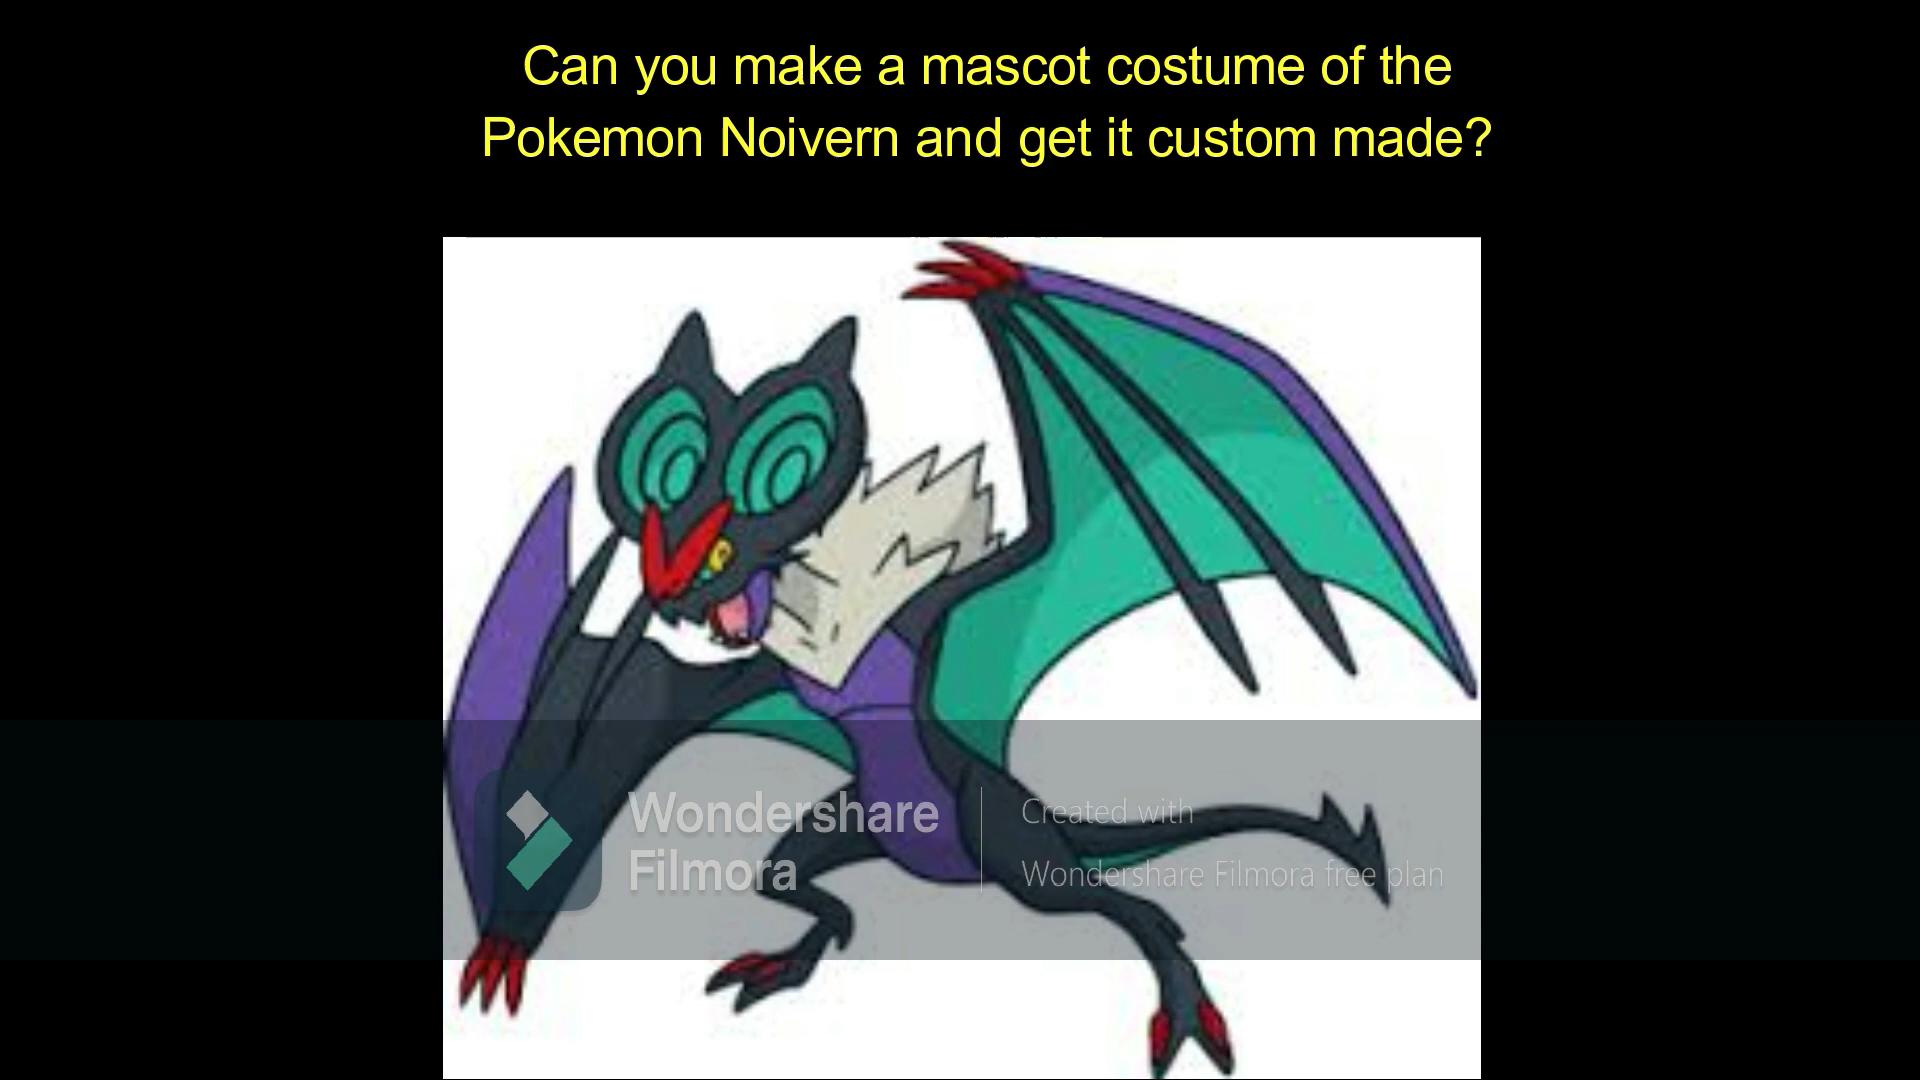 Can you make a mascot costume of the
Pokemon Noivern and get it custom made?
Wondershare
Filmora
Created with
Wondershare Filmora free plan